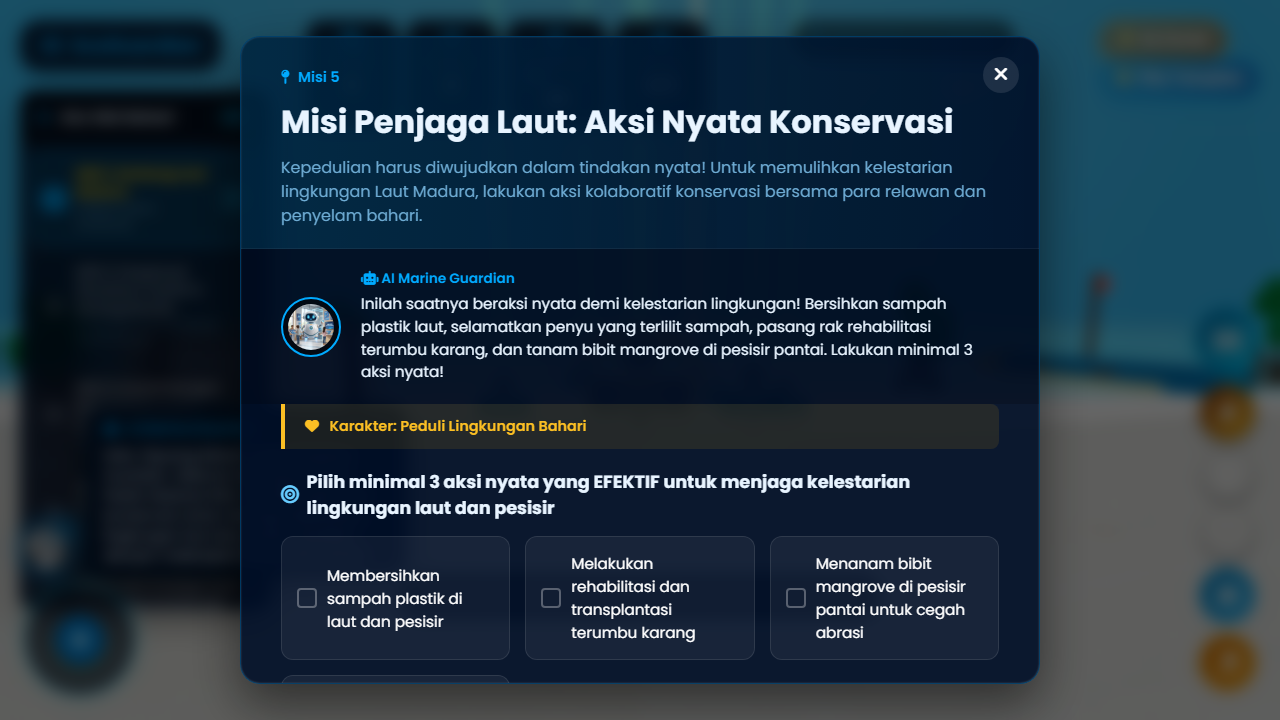 Misi 5
Misi Penjaga Laut: Aksi Nyata Konservasi
Kepedulian harus diwujudkan dalam tindakan nyata! Untuk memulihkan kelestarian
lingkungan Laut Madura, lakukan aksi kolaboratif konservasi bersama para relawan dan
penyelam bahari.
AI Marine Guardian
Inilah saatnya beraksi nyata demi kelestarian lingkungan! Bersihkan sampah
plastik laut, selamatkan penyu yang terlilit sampah, pasang rak rehabilitasi
terumbu karang, dan tanam bibit mangrove di pesisir pantai. Lakukan minimal 3
aksi nyata!
Karakter: Peduli Lingkungan Bahari
Pilih minimal 3 aksi nyata yang EFEKTIF untuk menjaga kelestarian
lingkungan laut dan pesisir
Membersihkan
sampah plastik di
laut dan pesisir
Melakukan
rehabilitasi dan
transplantasi
terumbu karang
Menanam bibit
mangrove di pesisir
pantai untuk cegah
abrasi